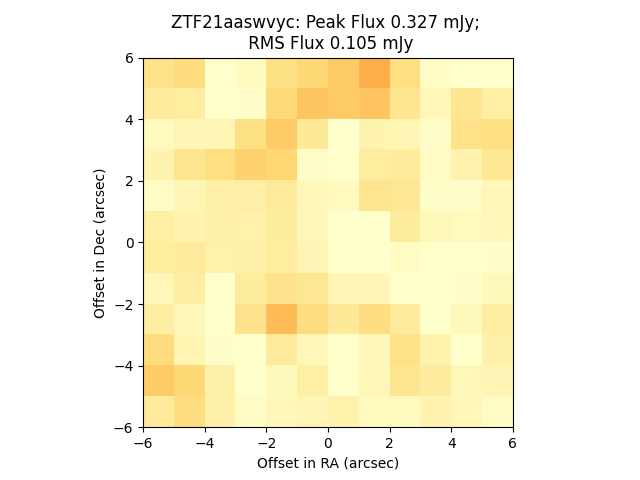 ZTF21aaswvyc: Peak Flux 0.327 mJy;
RMS Flux 0.105 mJy
6
4
2
0
−2
−4
−6
Offset in Dec (arcsec)
−6 −4 −2 0 2 4 6
Offset in RA (arcsec)